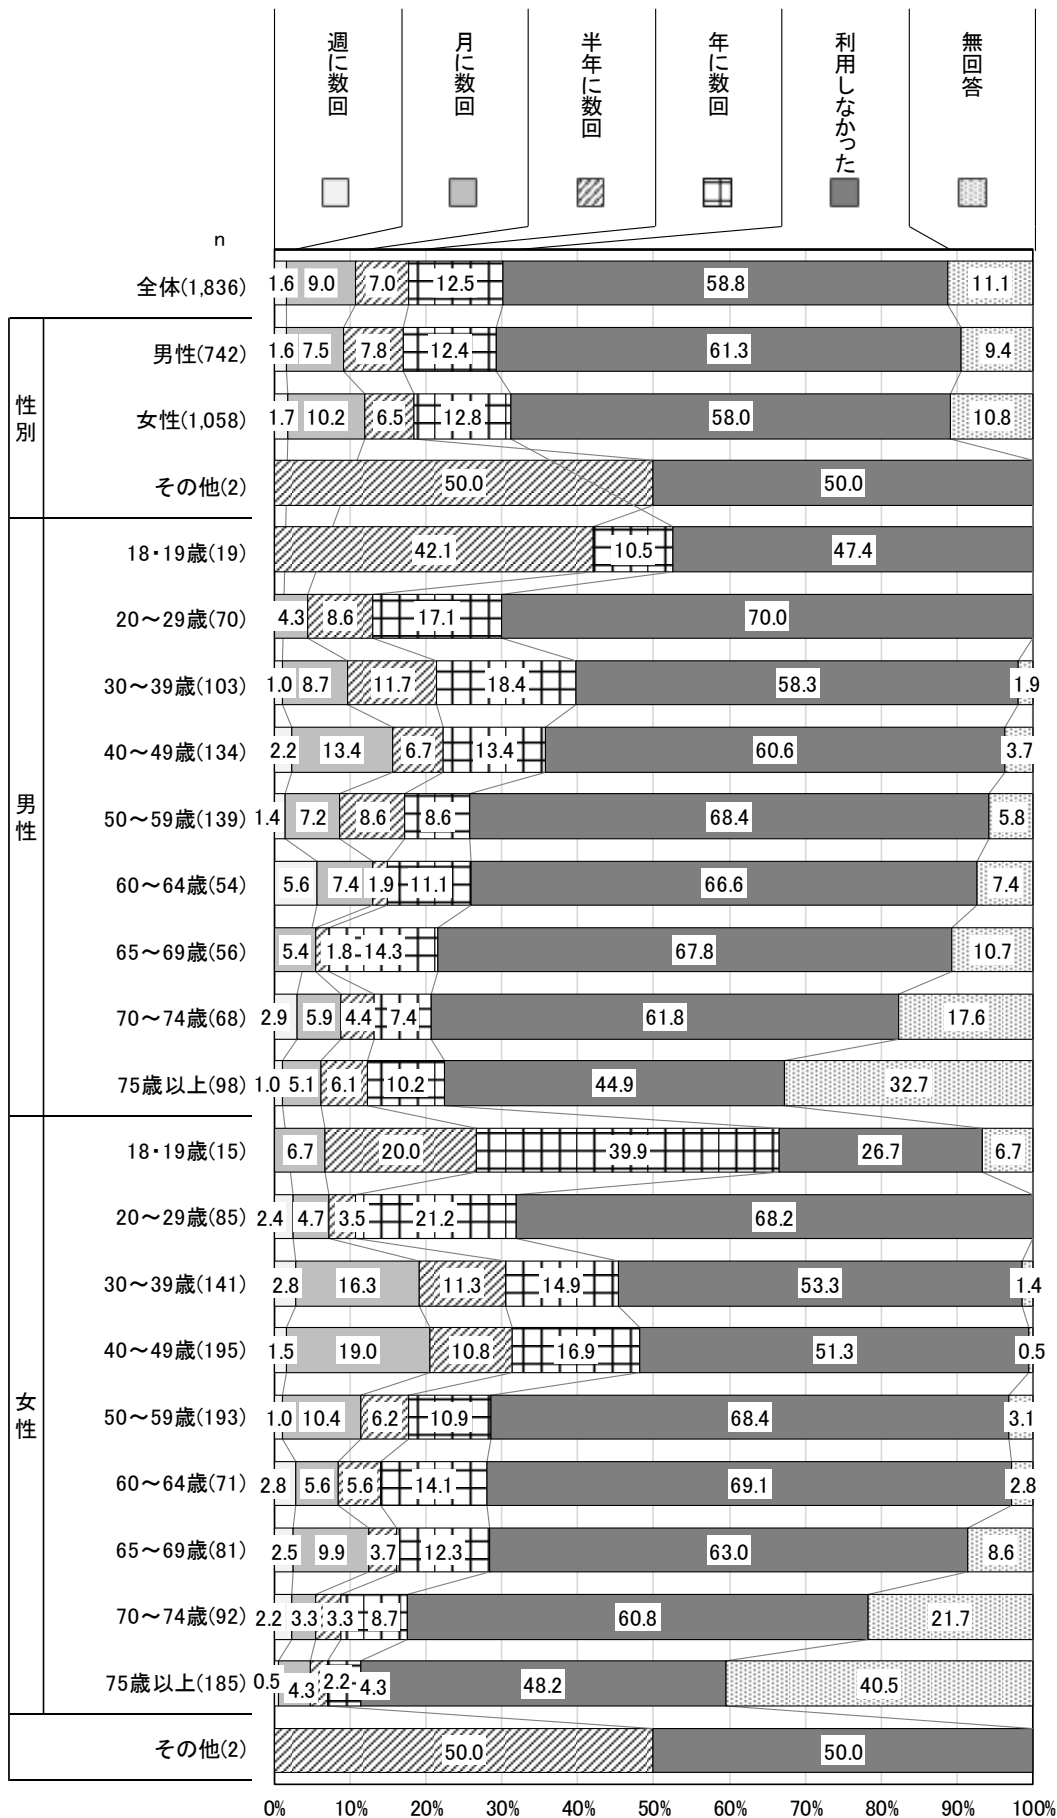 週に数回
月に数回
半年に数回
年に数回
利用しなかった
無回答
n
全体(1,836) 1.6 9.0 7.0 12.5 58.8 11.1
性別
男性(742) 1.6 7.5 7.8 12.4 61.3 9.4
女性(1,058) 1.7 10.2 6.5 12.8 58.0 10.8
その他(2) 50.0 50.0
男性
18・19歳(19) 42.1 10.5 47.4
20～29歳(70) 4.3 8.6 17.1 70.0
30～39歳(103) 1.0 8.7 11.7 18.4 58.3 1.9
40～49歳(134) 2.2 13.4 6.7 13.4 60.6 3.7
50～59歳(139) 1.4 7.2 8.6 8.6 68.4 5.8
60～64歳(54) 5.6 7.4 1.9 11.1 66.6 7.4
65～69歳(56) 5.4 1.8 14.3 67.8 10.7
70～74歳(68) 2.9 5.9 4.4 7.4 61.8 17.6
75歳以上(98) 1.0 5.1 6.1 10.2 44.9 32.7
女性
18・19歳(15) 6.7 20.0 39.9 26.7 6.7
20～29歳(85) 2.4 4.7 3.5 21.2 68.2
30～39歳(141) 2.8 16.3 11.3 14.9 53.3 1.4
40～49歳(195) 1.5 19.0 10.8 16.9 51.3 0.5
50～59歳(193) 1.0 10.4 6.2 10.9 68.4 3.1
60～64歳(71) 2.8 5.6 5.6 14.1 69.1 2.8
65～69歳(81) 2.5 9.9 3.7 12.3 63.0 8.6
70～74歳(92) 2.2 3.3 3.3 8.7 60.8 21.7
75歳以上(185) 0.5 4.3 2.2 4.3 48.2 40.5
その他(2) 50.0 50.0
0% 10% 20% 30% 40% 50% 60% 70% 80% 90% 100%